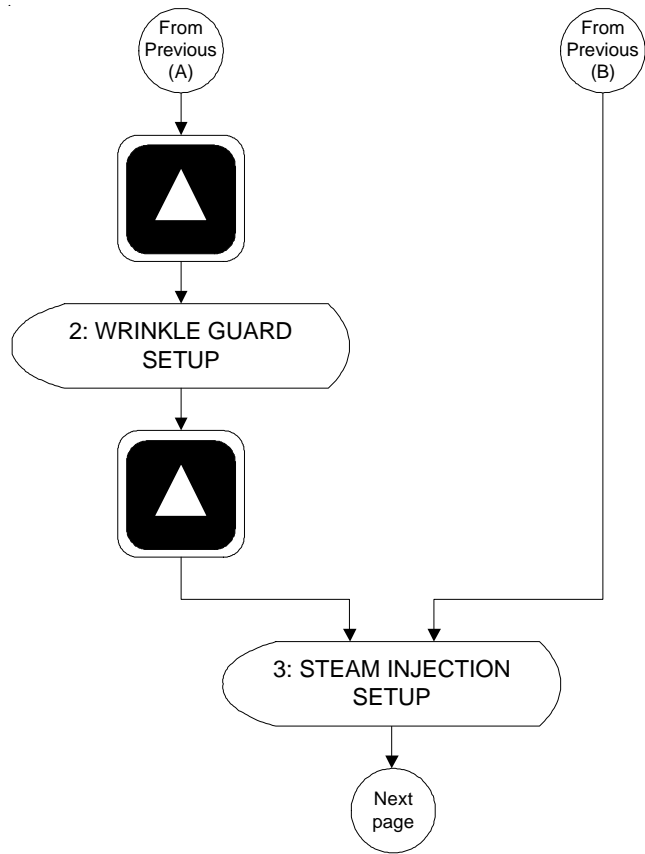 From
Previous
(A)
From
Previous
(B)
2: WRINKLE GUARD
SETUP
3: STEAM INJECTION
SETUP
Next
page